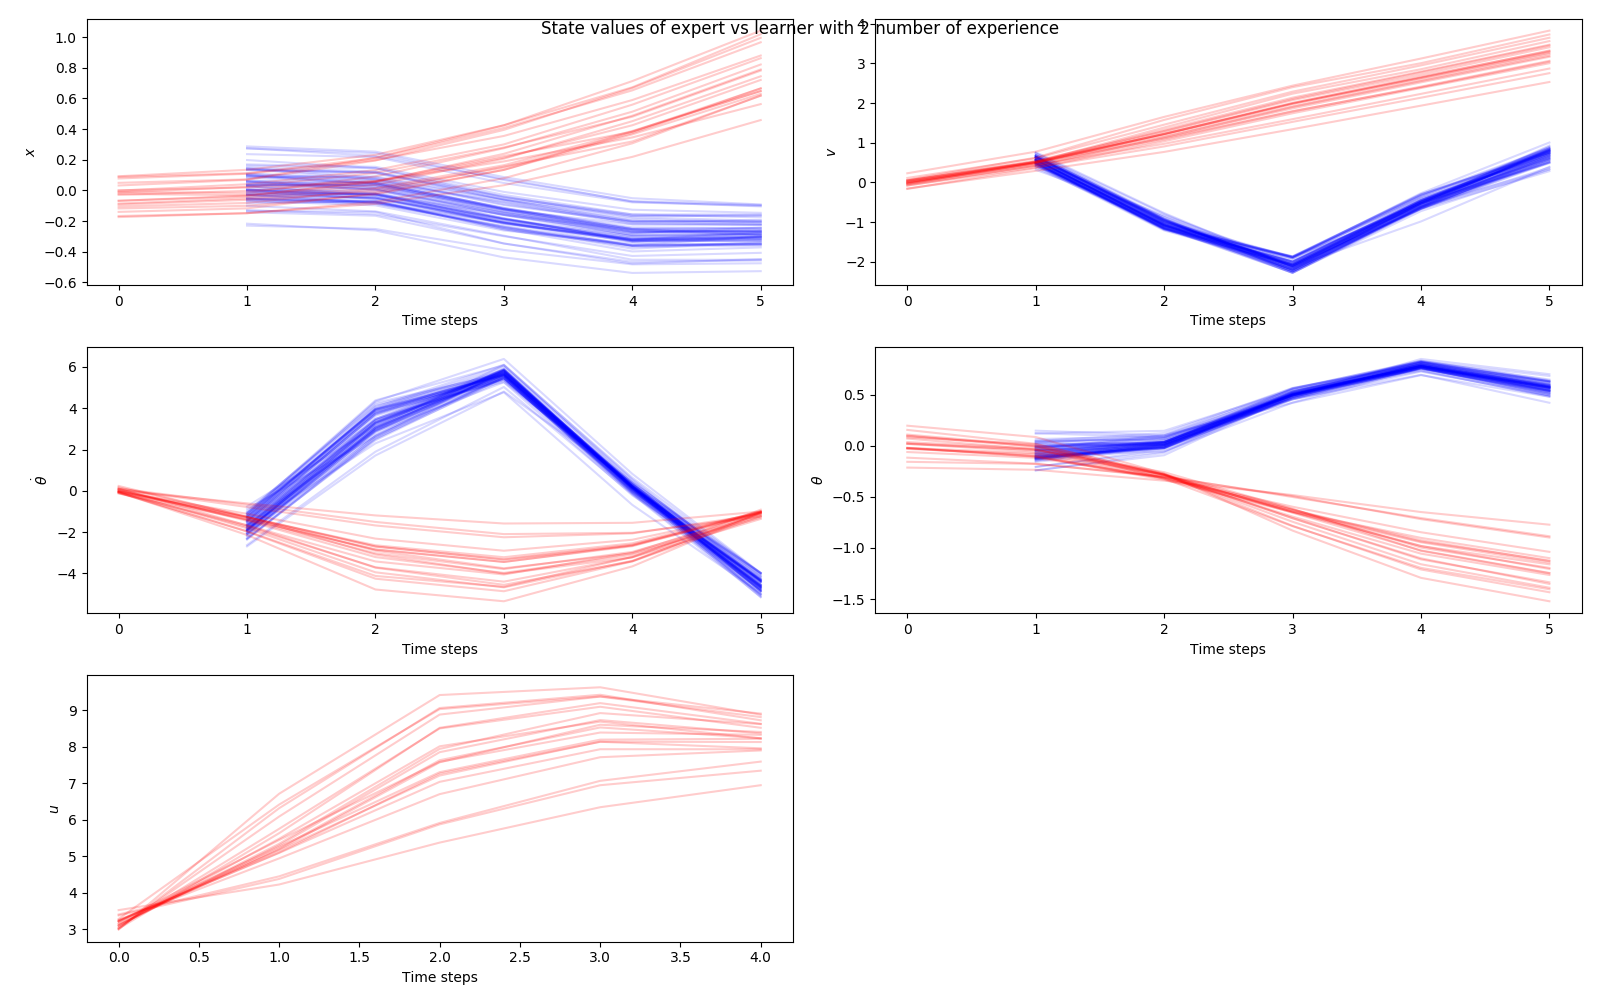 State values of expert vs learner with 2 number of experience
1.0
0.8
0.6
0.4
0.2
0.0
−0.2
−0.4
−0.6
x
0 1 2 3 4 5
Time steps
4
3
2
1
0
−1
−2
v
0 1 2 3 4 5
Time steps
6
4
2
0
−2
−4
θ̇
0 1 2 3 4 5
Time steps
0.5
0.0
−0.5
−1.0
−1.5
θ
0 1 2 3 4 5
Time steps
9
8
7
6
5
4
3
u
0.0 0.5 1.0 1.5 2.0 2.5 3.0 3.5 4.0
Time steps